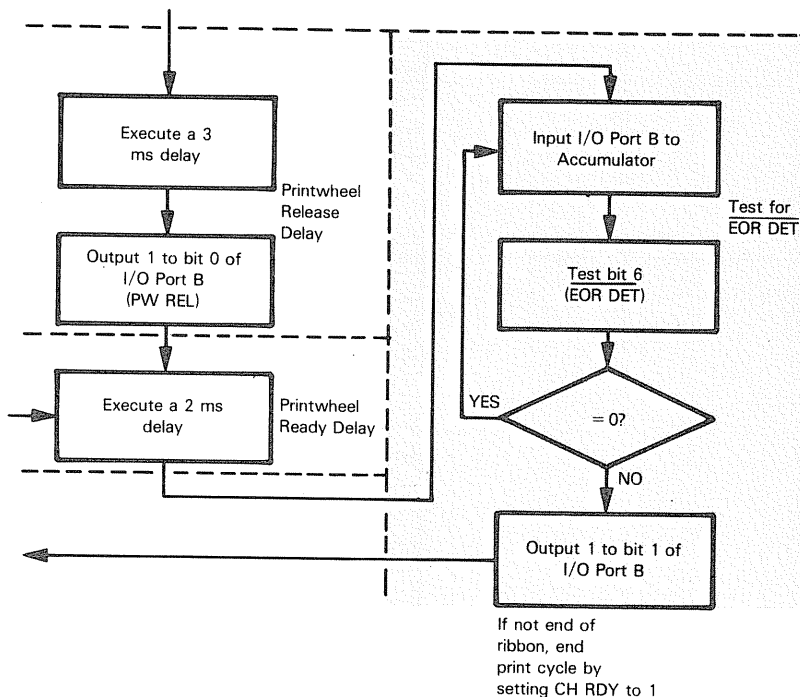 Execute a 3
ms delay
Printwheel
Release
Delay
Output 1 to bit 0 of
I/O Port B
(PW REL)
Execute a 2 ms
delay
Printwheel
Ready Delay
Input I/O Port B to
Accumulator
Test for
EOR DET
Test bit 6
(EOR DET)
= 0?
YES
NO
Output 1 to bit 1 of
I/O Port B
If not end of
ribbon, end
print cycle by
setting CH RDY to 1